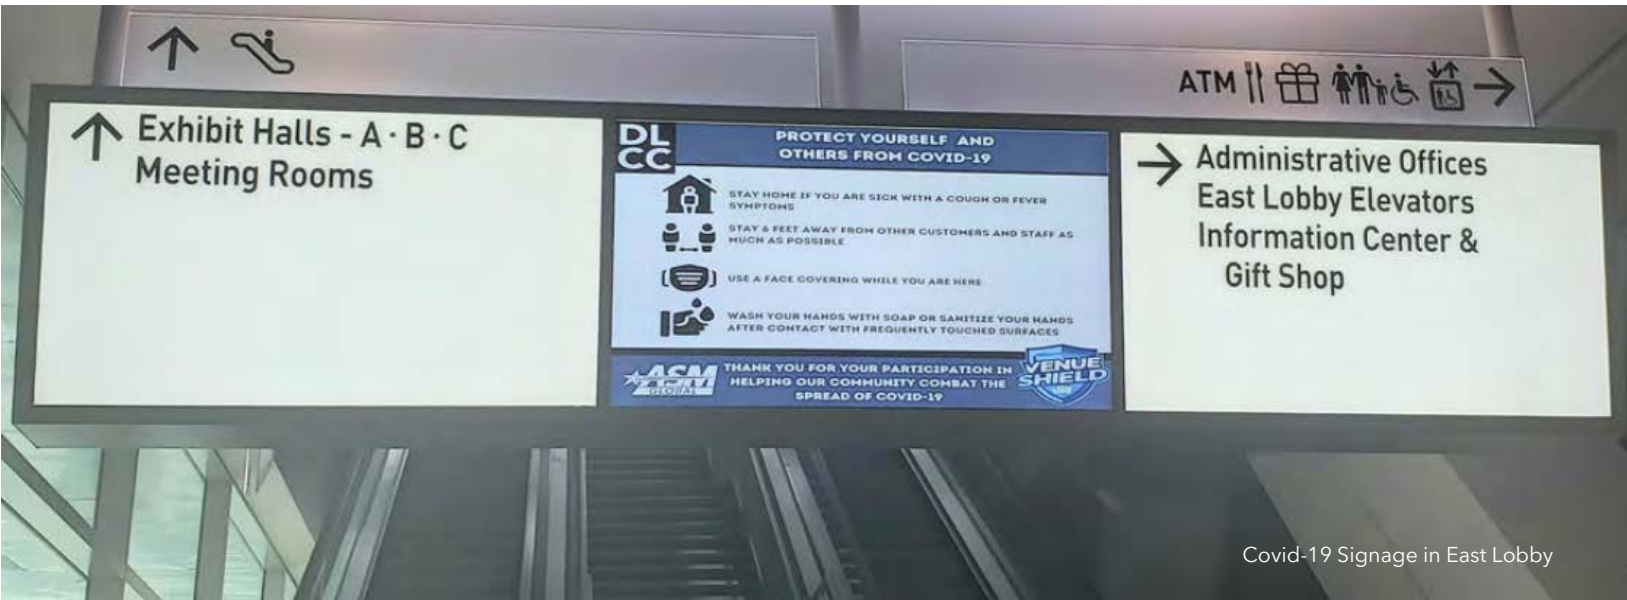 ATM
Exhibit Halls - A · B · C
Meeting Rooms
DL
CC
PROTECT YOURSELF AND
OTHERS FROM COVID-19
STAY HOME IF YOU ARE SICK WITH A COUGH OR FEVER
SYMPTOMS
STAY 6 FEET AWAY FROM OTHER CUSTOMERS AND STAFF AS
MUCH AS POSSIBLE
USE A FACE COVERING WHILE YOU ARE HERE
WASH YOUR HANDS WITH SOAP OR SANITIZE YOUR HANDS
AFTER CONTACT WITH FREQUENTLY TOUCHED SURFACES
ASM
GLOBAL
THANK YOU FOR YOUR PARTICIPATION IN
HELPING OUR COMMUNITY COMBAT THE
SPREAD OF COVID-19
VENUE
SHIELD
Administrative Offices
East Lobby Elevators
Information Center &
Gift Shop
Covid-19 Signage in East Lobby